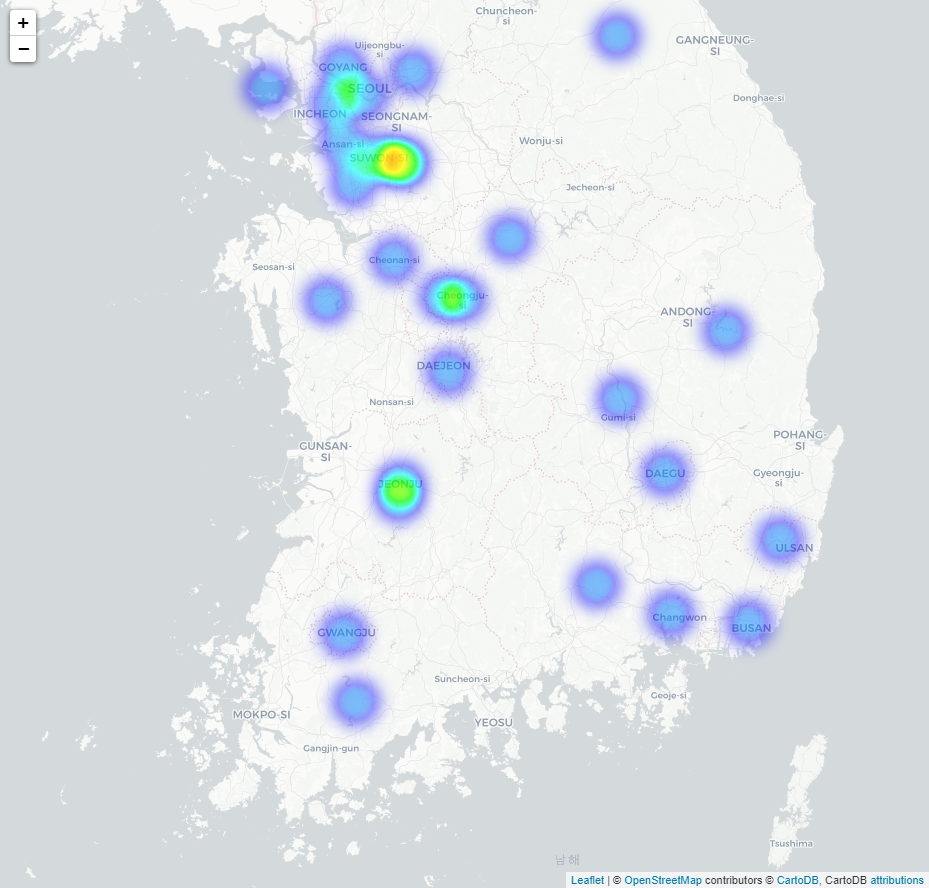 +
−
Chuncheon-
si
GANGNEUNG-
SI
Uijeongbu-
si
GOYANG
SEOUL
Donghae-si
INCHEON
SEONGNAM-
SI
Ansan-si
Wonju-si
SUWON-SI
Jecheon-si
Seosan-si
Cheonan-si
Cheongju-
si
ANDONG-
SI
DAEJEON
Nonsan-si
Gumi-si
GUNSAN-
SI
POHANG-
SI
DAEGU
Gyeongju-
si
JEONJU
ULSAN
Changwon
BUSAN
GWANGJU
Suncheon-si
Geoje-si
MOKPO-SI
YEOSU
Gangjin-gun
Tsushima
남해
Leaflet | © OpenStreetMap contributors © CartoDB, CartoDB attributions